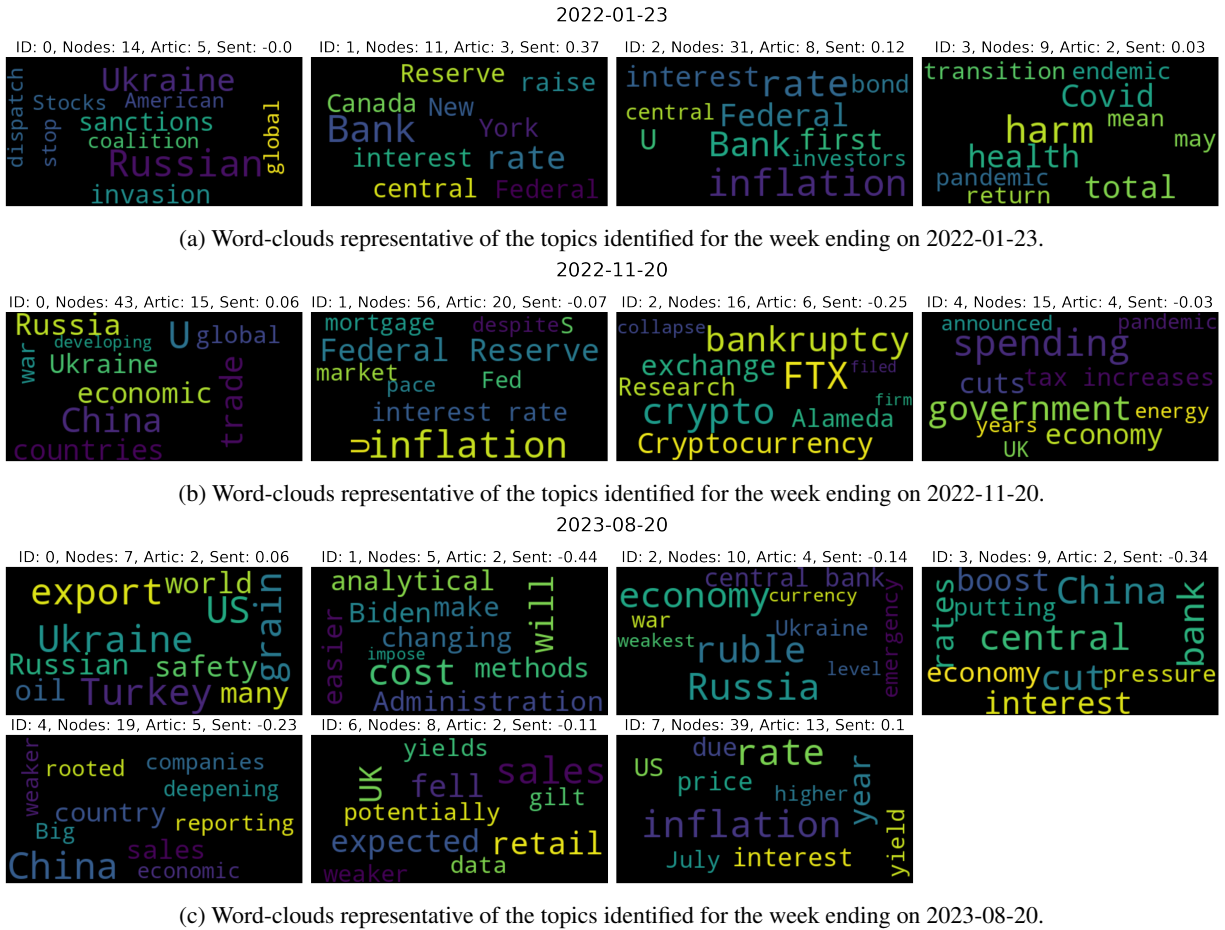 2022-01-23
ID: 0, Nodes: 14, Artic: 5, Sent: -0.0
ID: 1, Nodes: 11, Artic: 3, Sent: 0.37
ID: 2, Nodes: 31, Artic: 8, Sent: 0.12
ID: 3, Nodes: 9, Artic: 2, Sent: 0.03
dispatch
Ukraine
Stocks
American
stop
sanctions
coalition
global
Russian
invasion
Reserve
raise
Canada
New
Bank
York
interest
rate
central
Federal
interest
rate
bond
central
Federal
U
Bank
first
investors
inflation
transition
endemic
Covid
harm
mean
may
health
pandemic
total
return
(a) Word-clouds representative of the topics identified for the week ending on 2022-01-23.
2022-11-20
ID: 0, Nodes: 43, Artic: 15, Sent: 0.06
ID: 1, Nodes: 56, Artic: 20, Sent: -0.07
ID: 2, Nodes: 16, Artic: 6, Sent: -0.25
ID: 4, Nodes: 15, Artic: 4, Sent: -0.03
Russia
U
global
developing
war
Ukraine
economic
trade
China
countries
mortgage
despite
S
Federal
Reserve
market
pace
Fed
interest rate
U
inflation
collapse
bankruptcy
exchange
FTX
filed
Research
firm
crypto
Alameda
Cryptocurrency
announced
pandemic
spending
cuts
tax increases
government
energy
years
economy
UK
(b) Word-clouds representative of the topics identified for the week ending on 2022-11-20.
2023-08-20
ID: 0, Nodes: 7, Artic: 2, Sent: 0.06
ID: 1, Nodes: 5, Artic: 2, Sent: -0.44
ID: 2, Nodes: 10, Artic: 4, Sent: -0.14
ID: 3, Nodes: 9, Artic: 2, Sent: -0.34
export
world
grain
US
Ukraine
Russian
safety
oil
Turkey
many
analytical
will
Biden
make
easier
changing
impose
cost
methods
Administration
central bank
economy
currency
war
emergency
weakest
Ukraine
ruble
level
Russia
boost
China
rates
putting
bank
central
economy
cut
pressure
interest
ID: 4, Nodes: 19, Artic: 5, Sent: -0.23
ID: 6, Nodes: 8, Artic: 2, Sent: -0.11
ID: 7, Nodes: 39, Artic: 13, Sent: 0.1
weaker
rooted
companies
deepening
country
Big
reporting
sales
China
economic
yields
UK
fell
sales
gilt
potentially
expected
retail
data
weaker
due
rate
US
price
higher
year
inflation
yield
July
interest
(c) Word-clouds representative of the topics identified for the week ending on 2023-08-20.